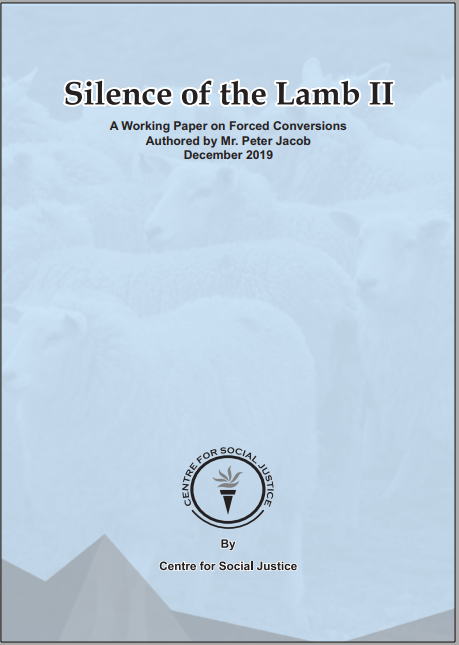 Silence of the Lamb II
A Working Paper on Forced Conversions
Authored by Mr. Peter Jacob
December 2019
CENTRE FOR SOCIAL JUSTICE
By
Centre for Social Justice